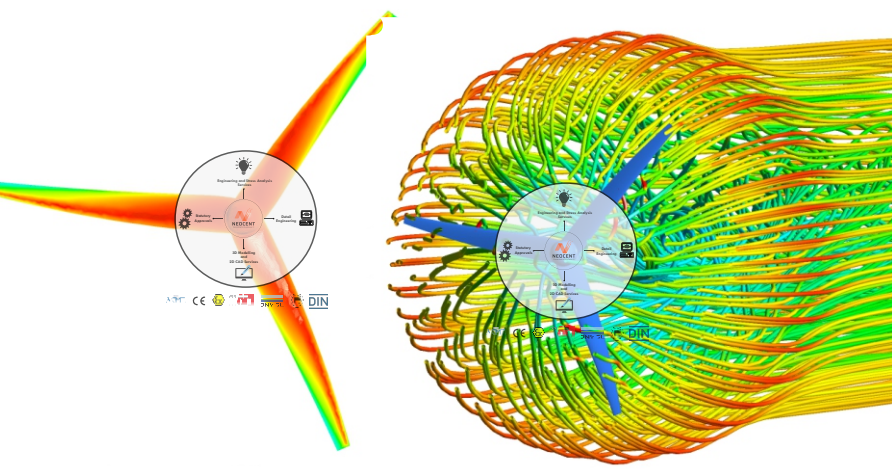 Engineering and Stress Analysis
Services
Statutory
Approvals
NEOCENT
Detail
Engineering
3D Modelling
and
2D CAD Services
CE
DIN
Engineering and Stress Analysis
Services
Statutory
Approvals
NEOCENT
Detail
Engineering
3D Modelling
and
2D CAD Services
CE
DIN